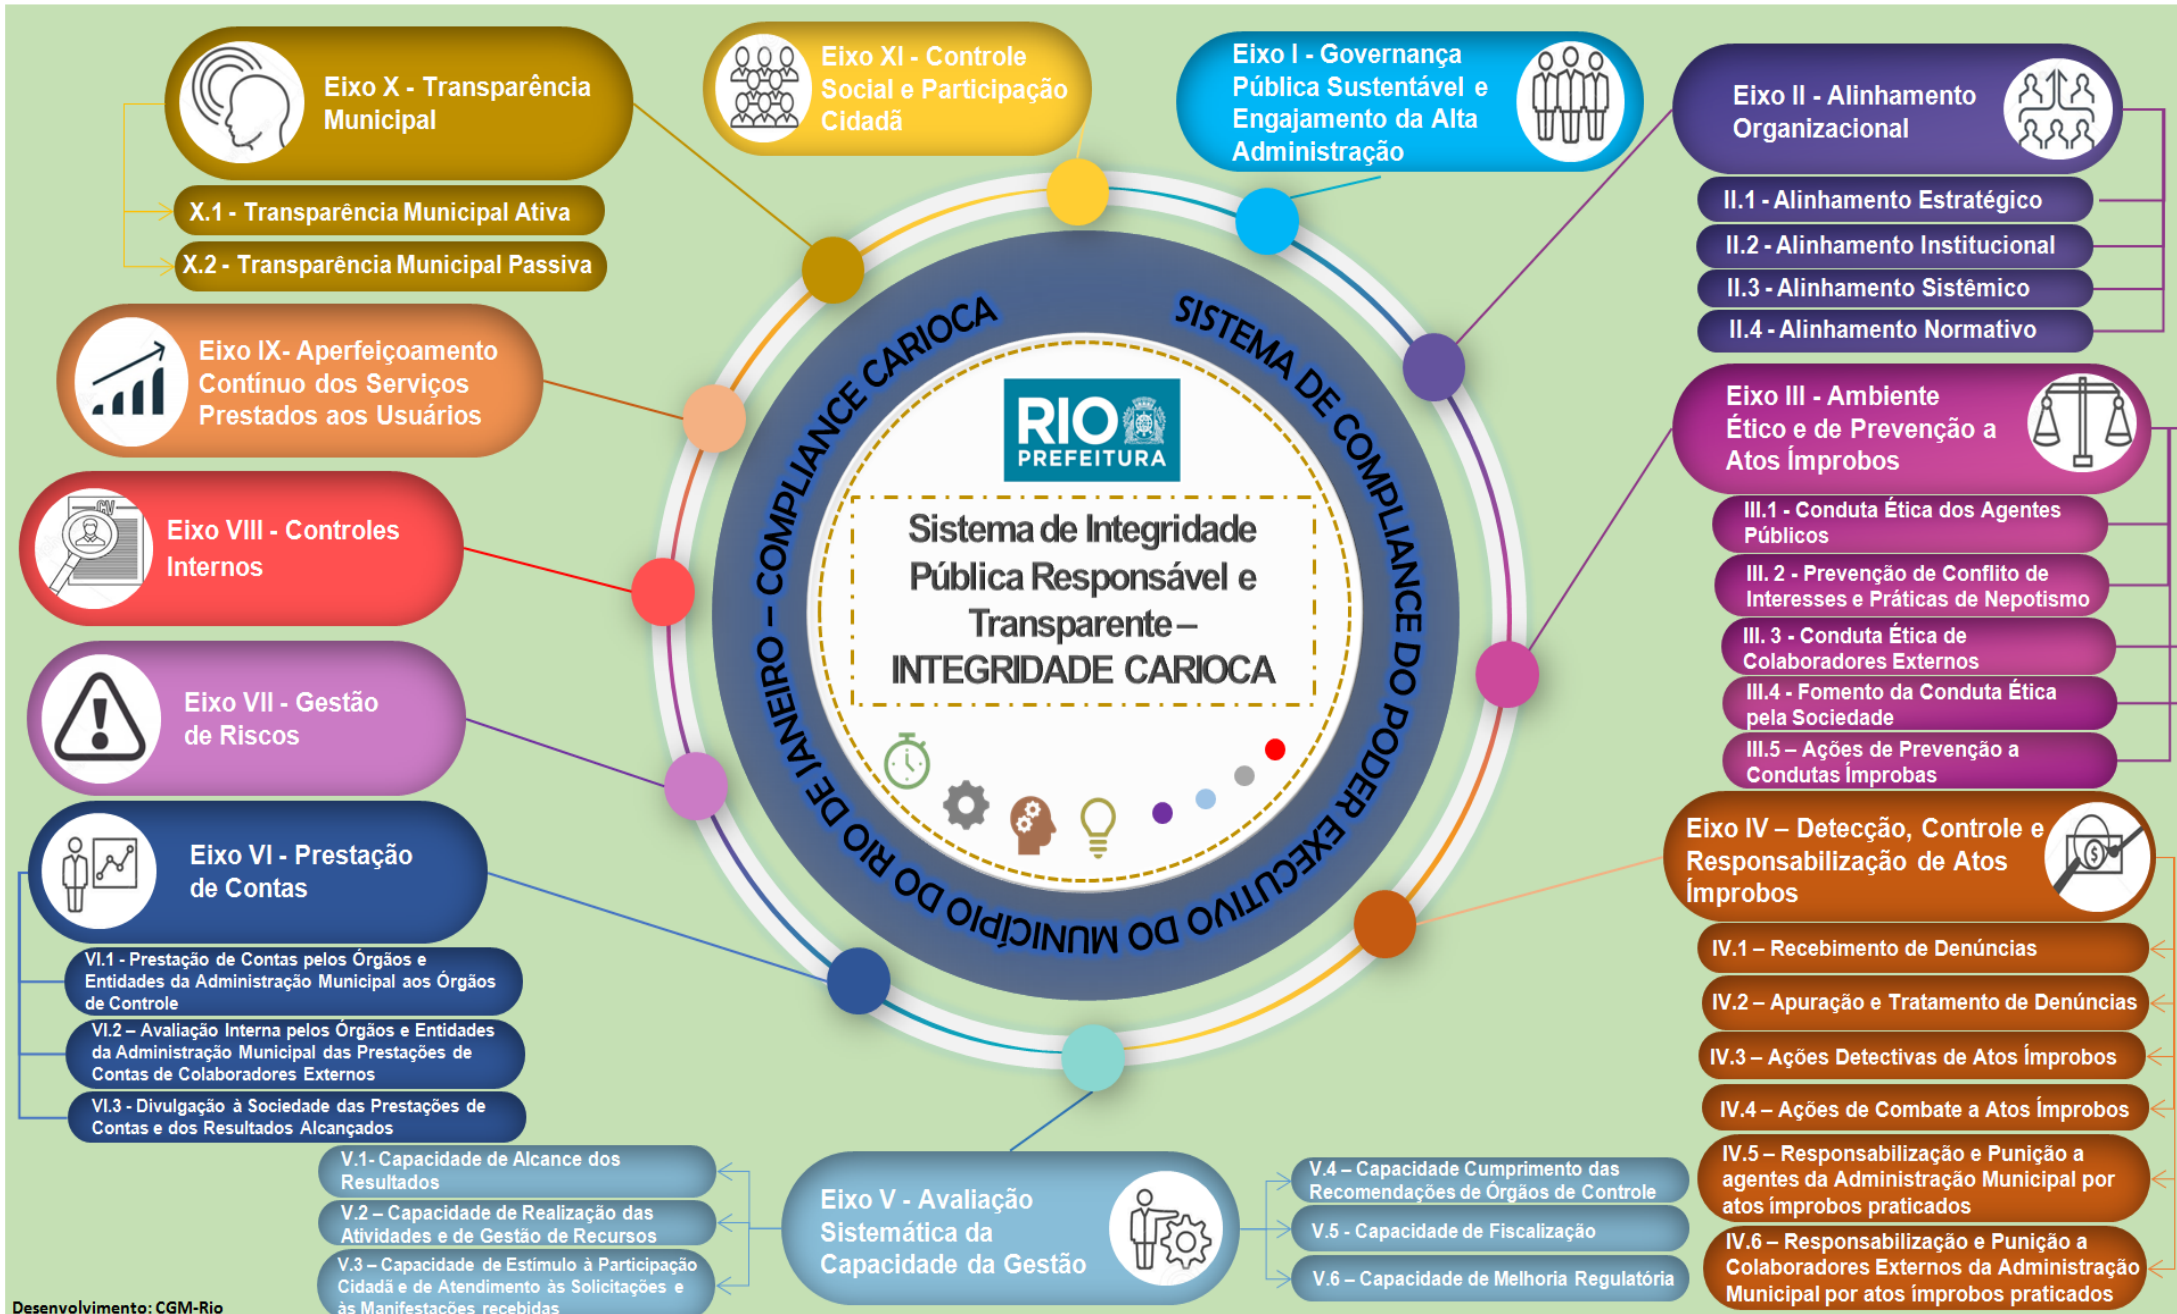 Eixo X - Transparência
Municipal
X.1 - Transparência Municipal Ativa
X.2 - Transparência Municipal Passiva
Eixo XI - Controle
Social e Participação
Cidadã
Eixo I - Governança
Pública Sustentável e
Engajamento da Alta
Administração
Eixo II - Alinhamento
Organizacional
II.1 - Alinhamento Estratégico
II.2 - Alinhamento Institucional
II.3 - Alinhamento Sistêmico
II.4 - Alinhamento Normativo
Eixo III - Ambiente
Ético e de Prevenção a
Atos Ímprobos
III.1 - Conduta Ética dos Agentes
Públicos
III. 2 - Prevenção de Conflito de
Interesses e Práticas de Nepotismo
III. 3 - Conduta Ética de
Colaboradores Externos
III.4 - Fomento da Conduta Ética
pela Sociedade
III.5 – Ações de Prevenção a
Condutas Ímprobas
Eixo IV – Detecção, Controle e
Responsabilização de Atos
Ímprobos
IV.1 – Recebimento de Denúncias
IV.2 – Apuração e Tratamento de Denúncias
IV.3 – Ações Detectivas de Atos Ímprobos
IV.4 – Ações de Combate a Atos Ímprobos
IV.5 – Responsabilização e Punição a
agentes da Administração Municipal por
atos ímprobos praticados
IV.6 – Responsabilização e Punição a
Colaboradores Externos da Administração
Municipal por atos ímprobos praticados
Eixo V - Avaliação
Sistemática da
Capacidade da Gestão
V.1- Capacidade de Alcance dos
Resultados
V.2 – Capacidade de Realização das
Atividades e de Gestão de Recursos
V.3 – Capacidade de Estímulo à Participação
Cidadã e de Atendimento às Solicitações e
às Manifestações recebidas
V.4 – Capacidade Cumprimento das
Recomendações de Órgãos de Controle
V.5 - Capacidade de Fiscalização
V.6 – Capacidade de Melhoria Regulatória
Eixo VI - Prestação
de Contas
VI.1 - Prestação de Contas pelos Órgãos e
Entidades da Administração Municipal aos Órgãos
de Controle
VI.2 – Avaliação Interna pelos Órgãos e Entidades
da Administração Municipal das Prestações de
Contas de Colaboradores Externos
VI.3 - Divulgação à Sociedade das Prestações de
Contas e dos Resultados Alcançados
Eixo VII - Gestão
de Riscos
Eixo VIII - Controles
Internos
CV
Eixo IX- Aperfeiçoamento
Contínuo dos Serviços
Prestados aos Usuários
SISTEMA DE COMPLIANCE DO PODER EXECUTIVO DO MUNICÍPIO DO RIO DE JANEIRO – COMPLIANCE CARIOCA
RIO
PREFEITURA
Sistema de Integridade
Pública Responsável e
Transparente –
INTEGRIDADE CARIOCA
Desenvolvimento: CGM-Rio